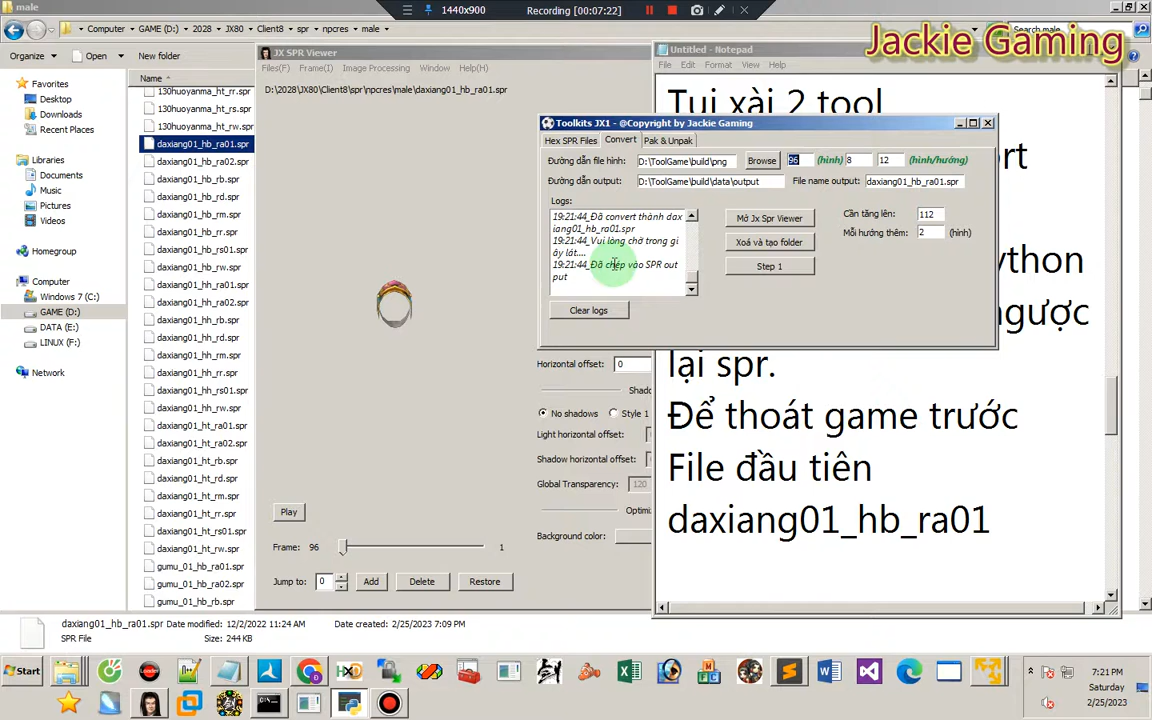 male
1440x900
Recording [00:07:22]
Computer ▸ GAME (D:) ▸ 2028 ▸ JX80 ▸ Client8 ▸ spr ▸ npcres ▸ male ▸
Search male
Jackie Gaming
Organize
Open
New folder
Name
Favorites
Desktop
Downloads
Recent Places
Libraries
Documents
Music
Pictures
Videos
Homegroup
Computer
Windows 7 (C:)
GAME (D:)
DATA (E:)
LINUX (F:)
Network
130huoyanma_ht_rr.spr
130huoyanma_ht_rs.spr
130huoyanma_ht_rw.spr
daxiang01_hb_ra01.spr
daxiang01_hb_ra02.spr
daxiang01_hb_rd.spr
daxiang01_hb_rm.spr
daxiang01_hb_rr.spr
daxiang01_hb_rs01.spr
daxiang01_hb_rw.spr
daxiang01_hh_ra01.spr
daxiang01_hh_ra02.spr
daxiang01_hh_rb.spr
daxiang01_hh_rd.spr
daxiang01_hh_rm.spr
daxiang01_hh_rr.spr
daxiang01_hh_rs01.spr
daxiang01_hh_rw.spr
daxiang01_ht_ra01.spr
daxiang01_ht_ra02.spr
daxiang01_ht_rb.spr
daxiang01_ht_rd.spr
daxiang01_ht_rm.spr
daxiang01_ht_rr.spr
daxiang01_ht_rs01.spr
daxiang01_ht_rw.spr
gumu_01_hb_ra01.spr
gumu_01_hb_ra02.spr
gumu_01_hb_rb.spr
JX SPR Viewer
Files(F) Frame(I) Image Processing Window Help(H)
D:\2028\JX80\Client8\spr\npcres\male\daxiang01_hb_ra01.spr
Horizontal offset: 0
No shadows Style 1
Light horizontal offset:
Shadow horizontal offset:
Global Transparency: 120
Background color:
Play
Frame: 96 1
Jump to: 0 Add Delete Restore
Untitled - Notepad
File Edit Format View Help
Tui xài 2 tool
ort
ython
ngược
lại spr.
Để thoát game trước
File đầu tiên
daxiang01_hb_ra01
Toolkits JX1 - @Copyright by Jackie Gaming
Hex SPR Files Convert Pak & Unpak
Đường dẫn file hình: D:\ToolGame\build\png Browse 96 (hình) 8 12 (hình/hướng)
Đường dẫn output: D:\ToolGame\build\data\output File name output: daxiang01_hb_ra01.spr
Logs:
19:21:44_Đã convert thành dax
iang01_hb_ra01.spr
19:21:44_Vui lòng chờ trong gi
ây lát....
19:21:44_Đã chép vào SPR out
put
Clear logs
Mở Jx Spr Viewer
Xoá và tạo folder
Step 1
Cần tăng lên: 112
Mỗi hướng thêm: 2 (hình)
daxiang01_hb_ra01.spr Date modified: 12/2/2022 11:24 AM Date created: 2/25/2023 7:09 PM
SPR File Size: 244 KB
Start
7:21 PM
Saturday
2/25/2023